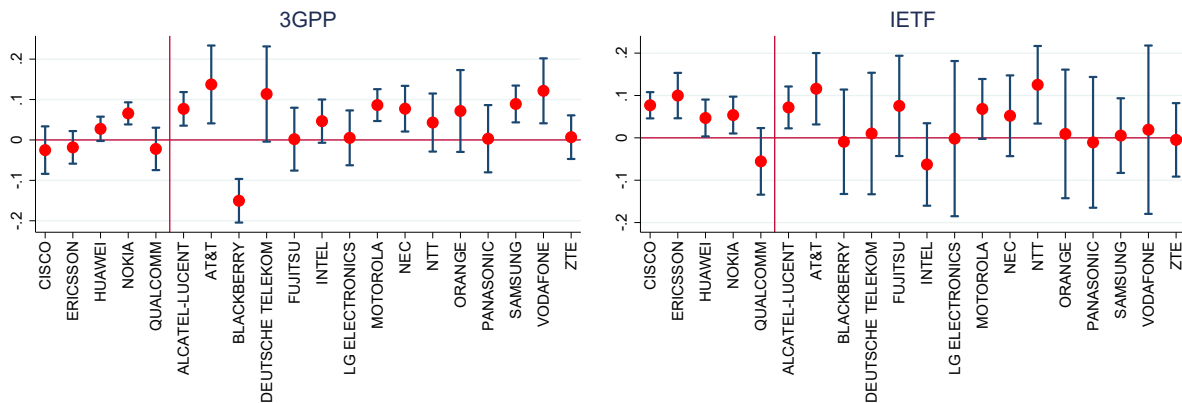 3GPP
.2
.1
0
-.1
-.2
CISCO
ERICSSON
HUAWEI
NOKIA
QUALCOMM
ALCATEL-LUCENT
AT&T
BLACKBERRY
DEUTSCHE TELEKOM
FUJITSU
INTEL
LG ELECTRONICS
MOTOROLA
NEC
NTT
ORANGE
PANASONIC
SAMSUNG
VODAFONE
ZTE
IETF
.2
.1
0
-.1
-.2
CISCO
ERICSSON
HUAWEI
NOKIA
QUALCOMM
ALCATEL-LUCENT
AT&T
BLACKBERRY
DEUTSCHE TELEKOM
FUJITSU
INTEL
LG ELECTRONICS
MOTOROLA
NEC
NTT
ORANGE
PANASONIC
SAMSUNG
VODAFONE
ZTE